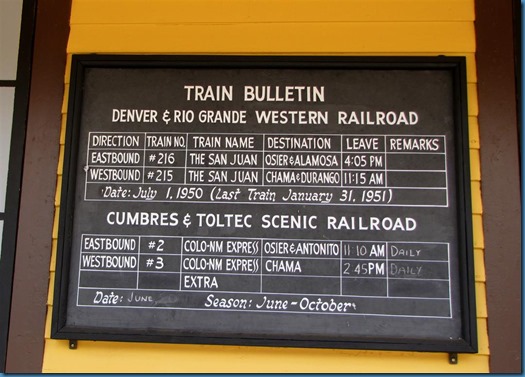 TRAIN BULLETIN
DENVER & RIO GRANDE WESTERN RAILROAD
DIRECTION TRAIN NO. TRAIN NAME DESTINATION LEAVE REMARKS
EASTBOUND #216 THE SAN JUAN OSIER & ALAMOSA 4:05 PM
WESTBOUND #215 THE SAN JUAN CHAMA & DURANGO 11:15 AM
Date: July 1, 1950 (Last Train January 31, 1951)
CUMBRES & TOLTEC SCENIC RAILROAD
EASTBOUND #2 COLO-NM EXPRESS OSIER & ANTONITO 11:10 AM DAILY
WESTBOUND #3 COLO-NM EXPRESS CHAMA 2:45 PM DAILY
EXTRA
Date: JUNE Season: June-October